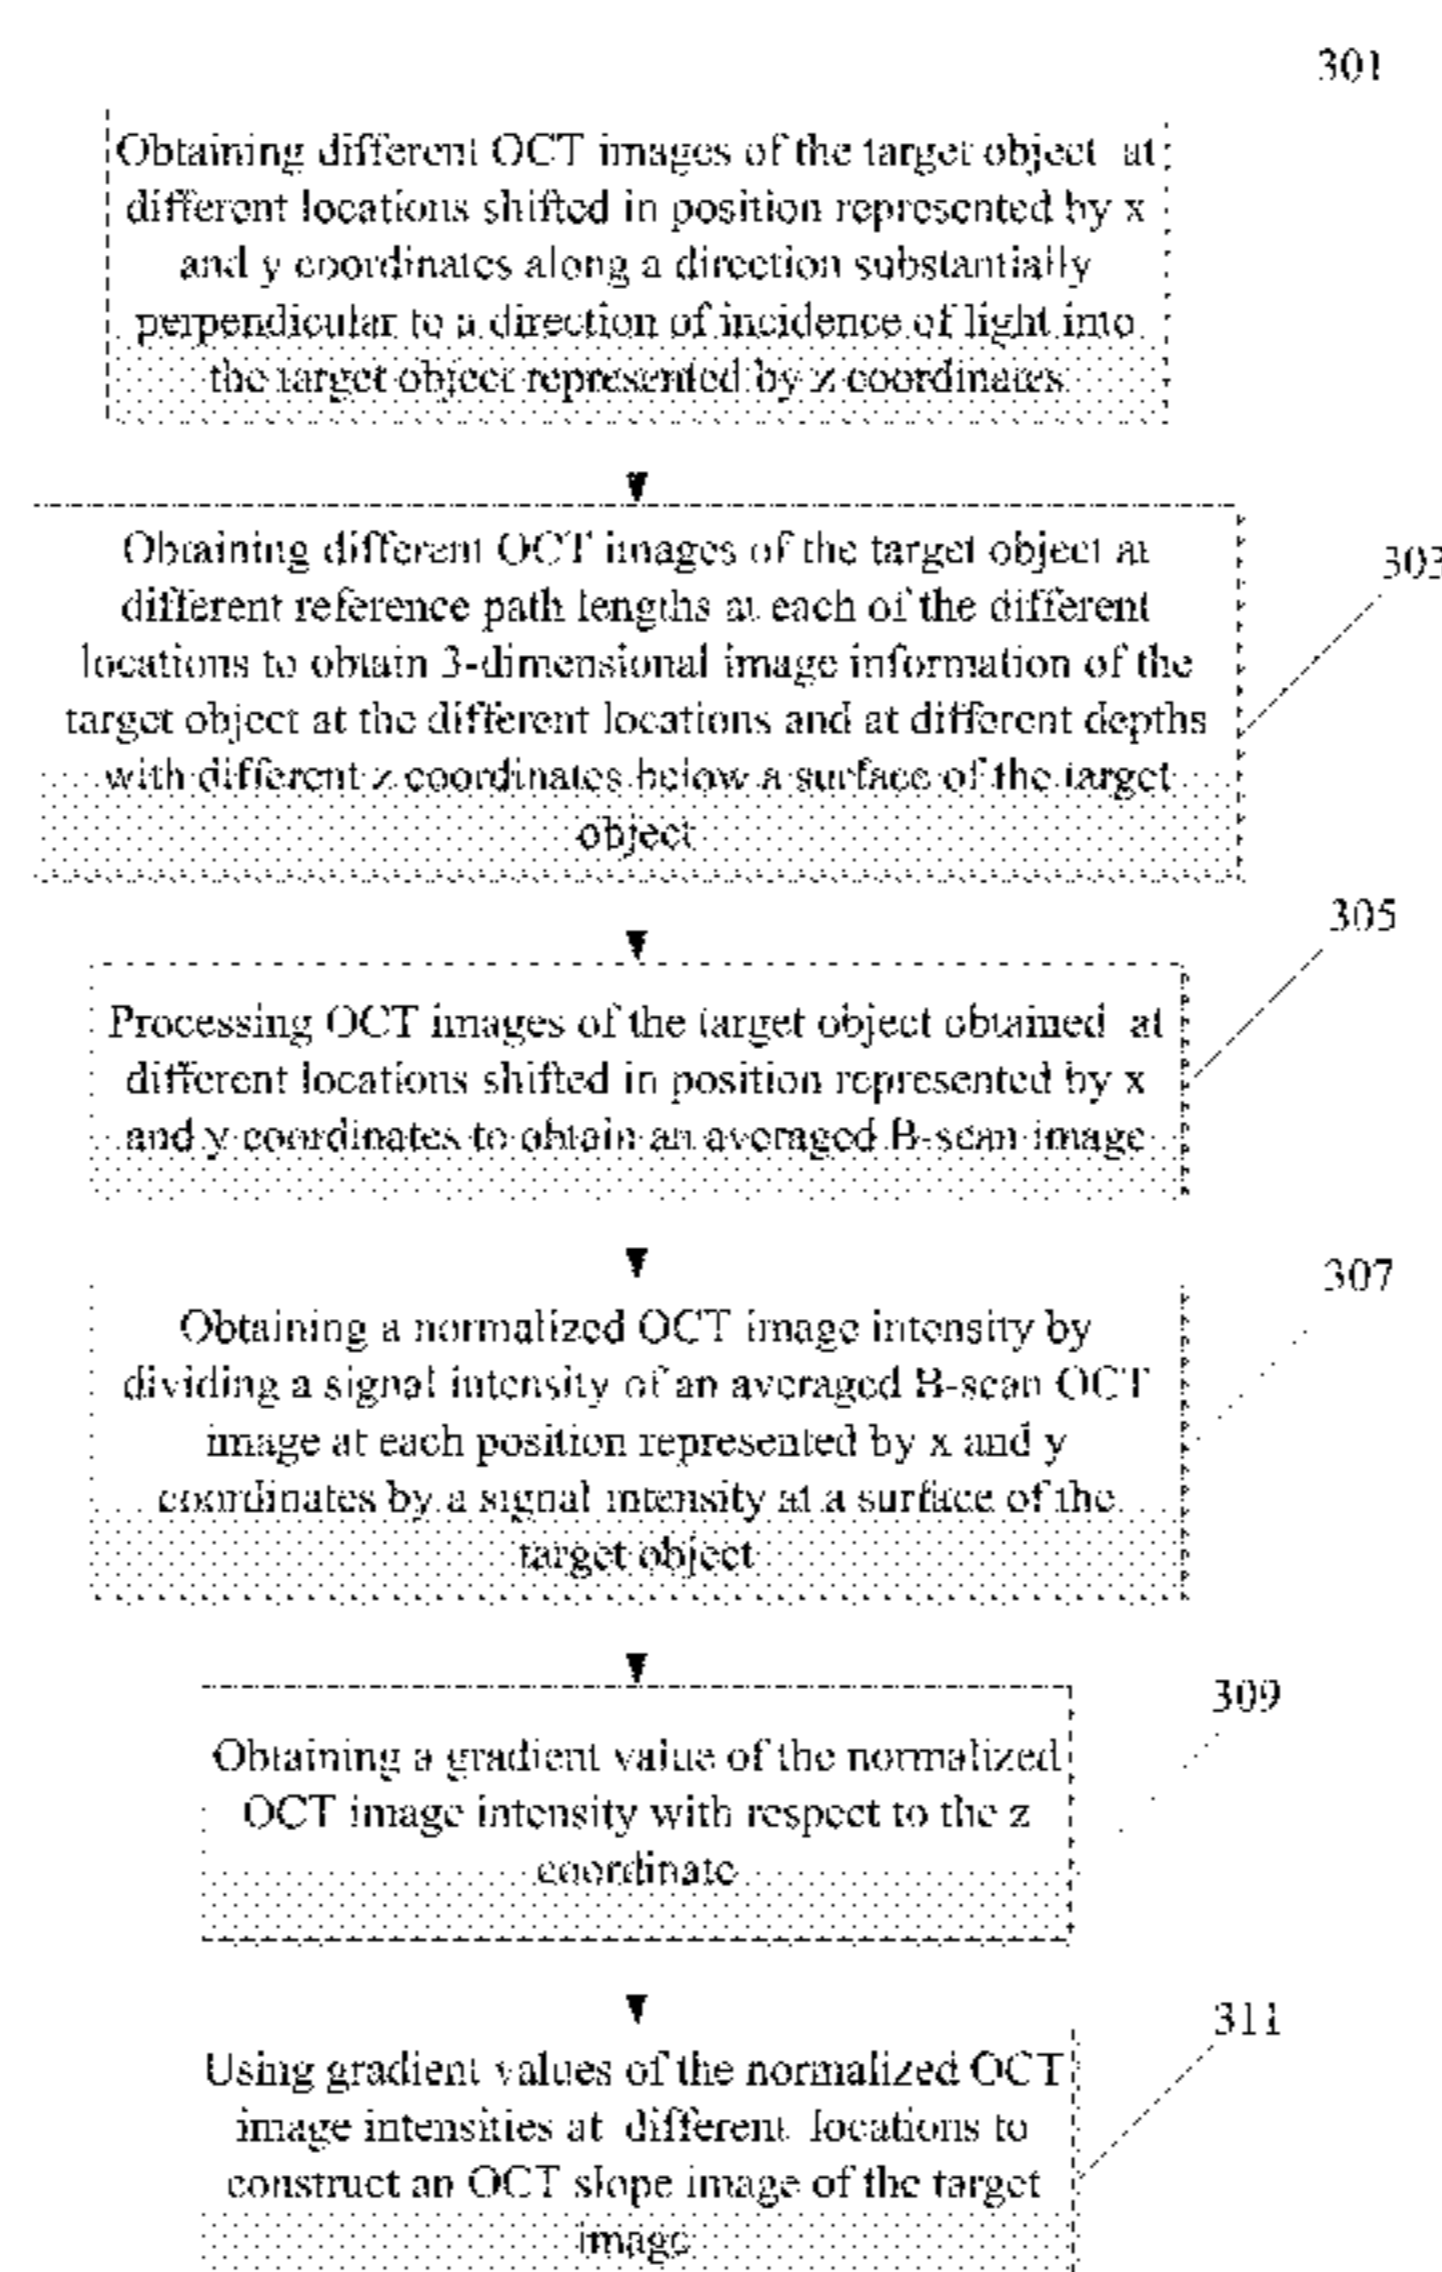 301
Obtaining different OCT images of the target object at
different locations shifted in position represented by x
and y coordinates along a direction substantially
perpendicular to a direction of incidence of light into
the target object represented by z coordinates
Obtaining different OCT images of the target object at
303
different reference path lengths at each of the different
locations to obtain 3-dimensional image information of the
target object at the different locations and at different depths
with different z coordinates below a surface of the target
object
305
Processing OCT images of the target object obtained at
different locations shifted in position represented by x
and y coordinates to obtain an averaged B-scan image
307
Obtaining a normalized OCT image intensity by
dividing a signal intensity of an averaged B-scan OCT
image at each position represented by x and y
coordinates by a signal intensity at a surface of the
target object
309
Obtaining a gradient value of the normalized
OCT image intensity with respect to the z
coordinate
311
Using gradient values of the normalized OCT
image intensities at different locations to
construct an OCT slope image of the target
image